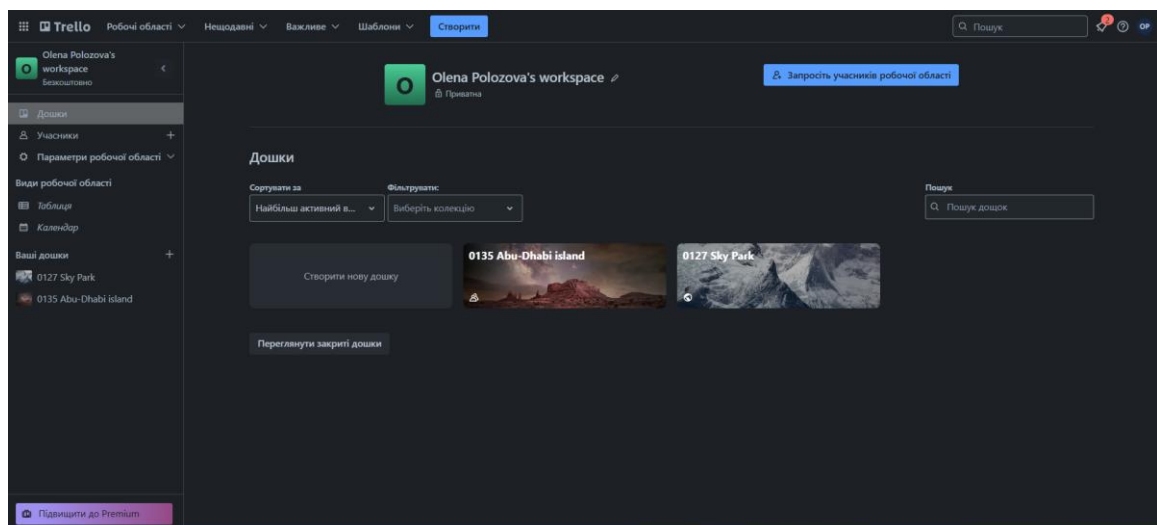 Trello Робочі області Нещодавні Важливе Шаблони Створити Пошук 2 OP
O
Olena Polozova's
workspace
Безкоштовно
Дошки
Учасники
Параметри робочої області
Види робочої області
Таблиця
Календар
Ваші дошки
0127 Sky Park
0135 Abu-Dhabi island
Підвищити до Premium
O
Olena Polozova's workspace
Приватна
Запросіть учасників робочої області
Дошки
Сортувати за Фільтрувати: Пошук
Найбільш активний в... Виберіть колекцію Пошук дощок
Створити нову дошку
0135 Abu-Dhabi island
0127 Sky Park
Переглянути закриті дошки